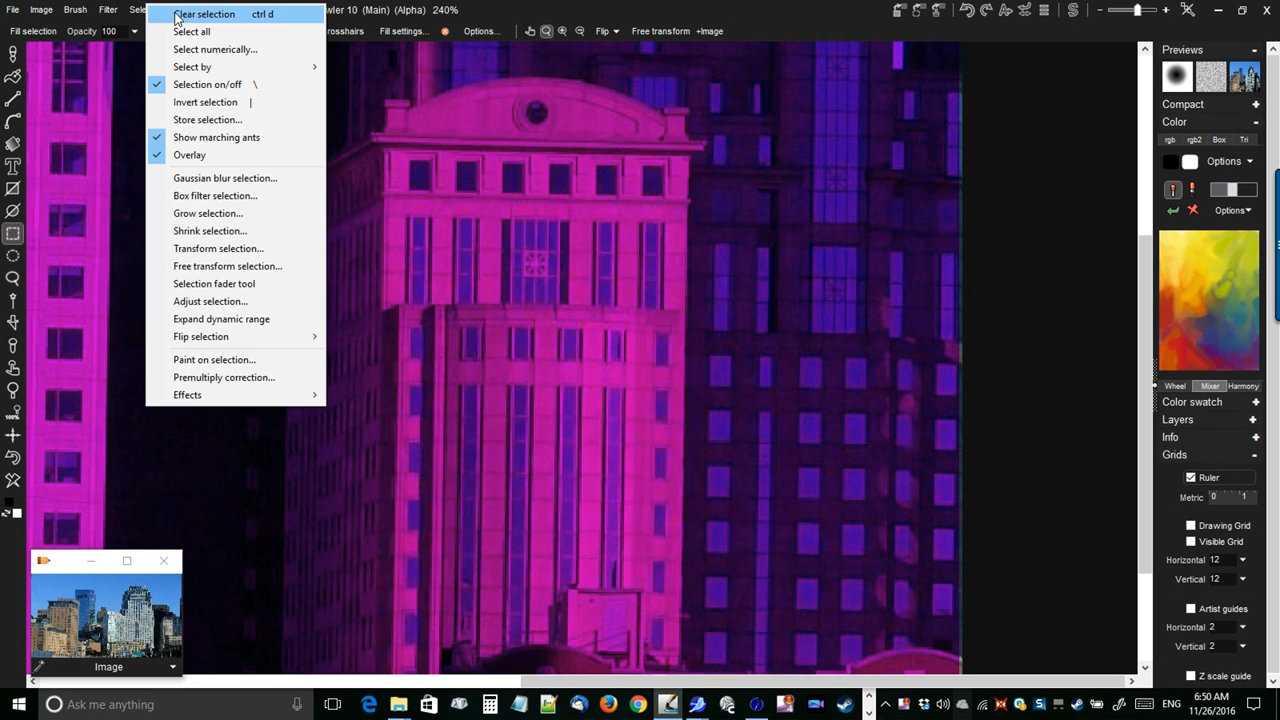 File Image Brush Filter Clear selection ctrl d wler 10 (Main) (Alpha) 240%
Fill selection Opacity 100 Select all rosshairs Fill settings... Options... Flip Free transform +Image
Select numerically...
Select by
Selection on/off \
Invert selection |
Store selection...
Show marching ants
Overlay
Gaussian blur selection...
Box filter selection...
Grow selection...
Shrink selection...
Transform selection...
Free transform selection...
Selection fader tool
Adjust selection...
Expand dynamic range
Flip selection
Paint on selection...
Premultiply correction...
Effects
Previews
Compact
Color
rgb rgb2 Box Tri
Options
Options
Wheel Mixer Harmony
Color swatch
Layers
Info
Grids
Ruler
Metric 0 1
Drawing Grid
Visible Grid
Horizontal 12
Vertical 12
Artist guides
Horizontal 2
Vertical 2
Z scale guide
100%
Image
Ask me anything
ENG
6:50 AM
11/26/2016